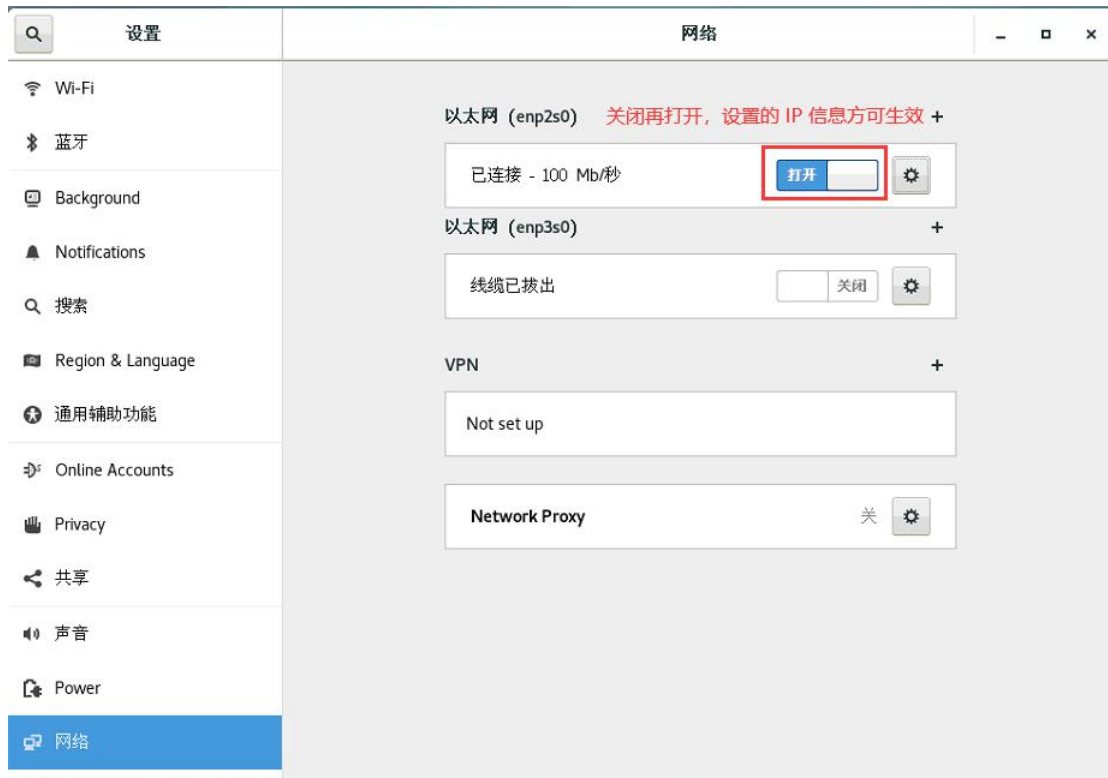 设置
网络
Wi-Fi
蓝牙
Background
Notifications
搜索
Region & Language
通用辅助功能
Online Accounts
Privacy
共享
声音
Power
网络
以太网 (enp2s0) 关闭再打开，设置的 IP 信息方可生效 +
已连接 - 100 Mb/秒 打开
以太网 (enp3s0) +
线缆已拔出 关闭
VPN +
Not set up
Network Proxy 关